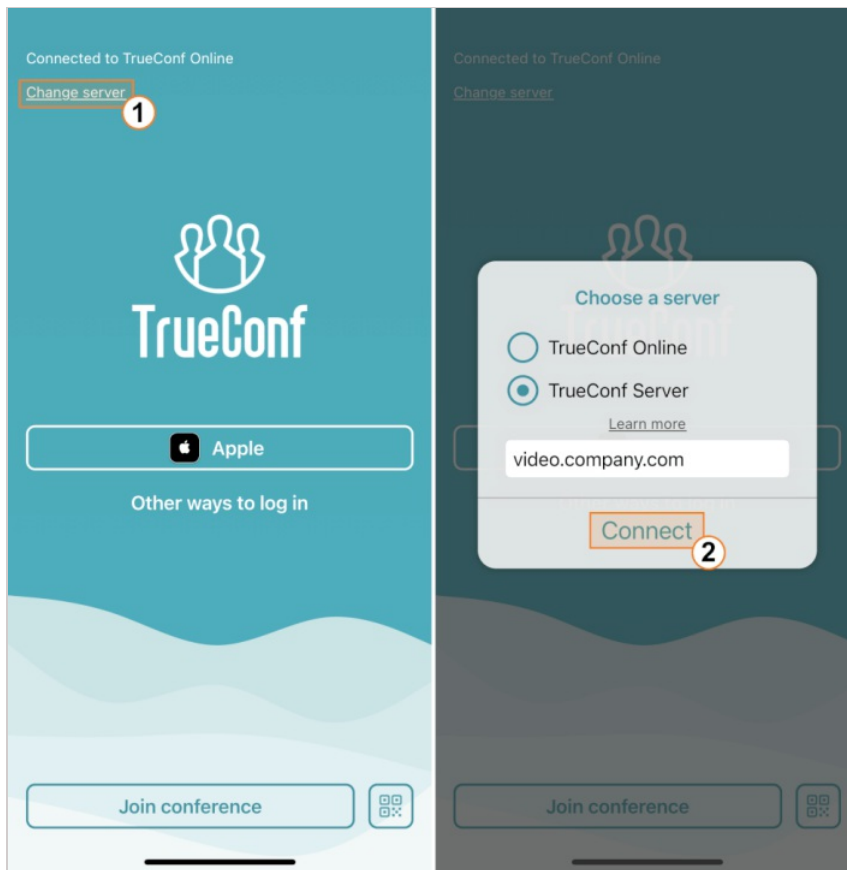 Connected to TrueConf Online
Change server
1
TrueConf
Apple
Other ways to log in
Join conference
Connected to TrueConf Online
Change server
Choose a server
TrueConf Online
TrueConf Server
Learn more
video.company.com
Connect
2
Join conference